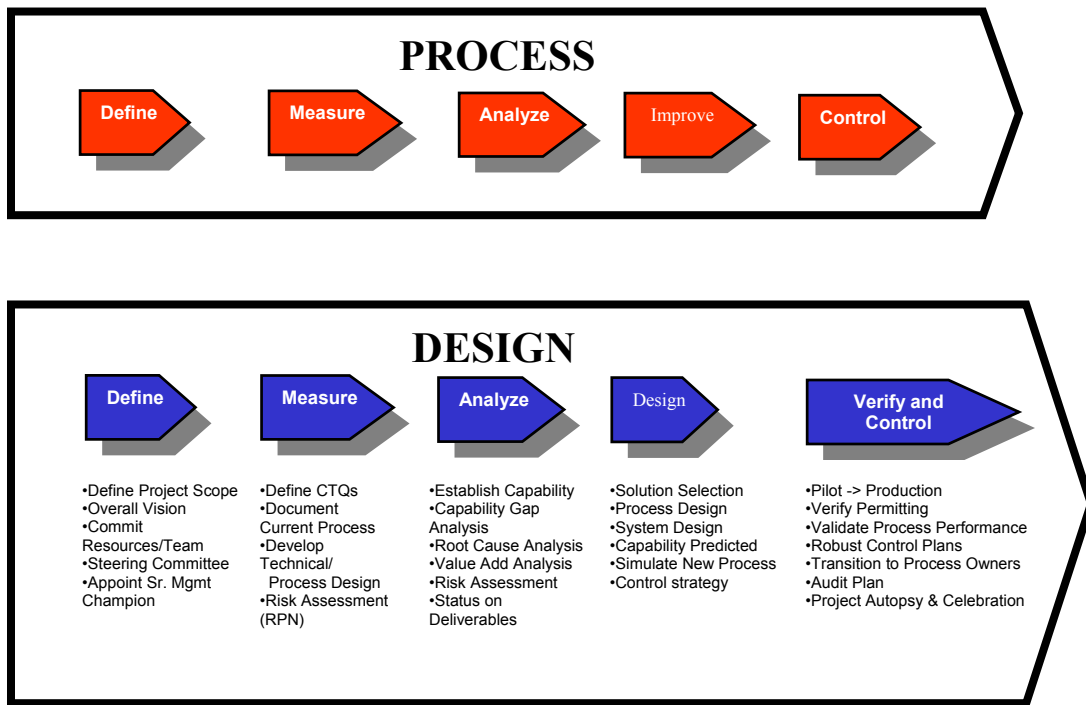 PROCESS
Define
Measure
Analyze
Improve
Control
DESIGN
Define
Measure
Analyze
Design
Verify and
Control
•Define Project Scope
•Overall Vision
•Commit
Resources/Team
•Steering Committee
•Appoint Sr. Mgmt
Champion
•Define CTQs
•Document
Current Process
•Develop
Technical/
Process Design
•Risk Assessment
(RPN)
•Establish Capability
•Capability Gap
Analysis
•Root Cause Analysis
•Value Add Analysis
•Risk Assessment
•Status on
Deliverables
•Solution Selection
•Process Design
•System Design
•Capability Predicted
•Simulate New Process
•Control strategy
•Pilot -> Production
•Verify Permitting
•Validate Process Performance
•Robust Control Plans
•Transition to Process Owners
•Audit Plan
•Project Autopsy & Celebration